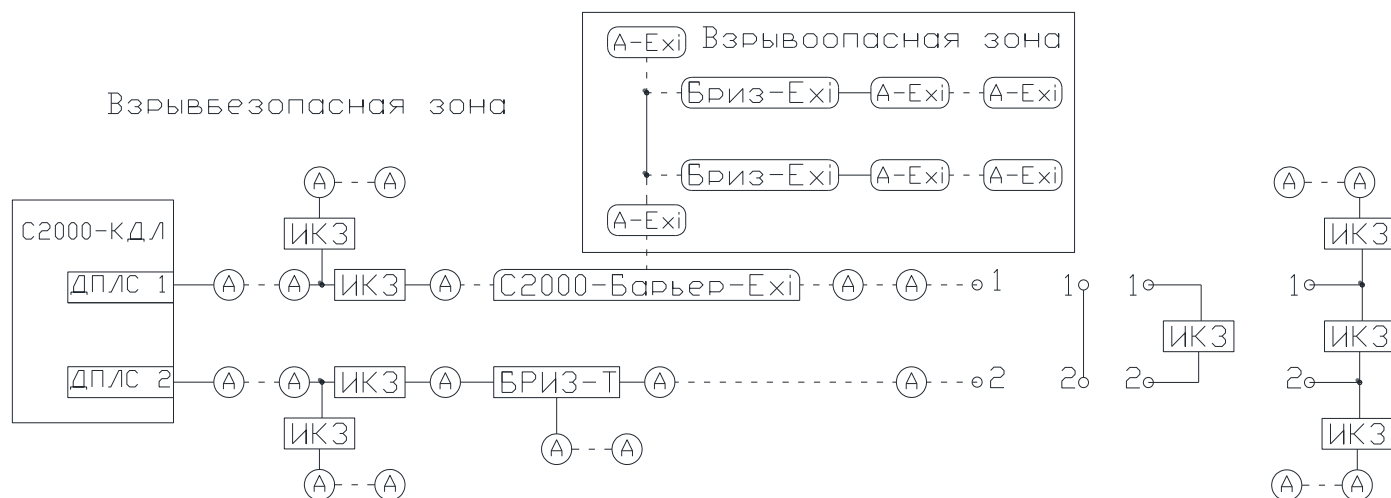 А-Exi Взрывоопасная зона
Бриз-Exi А-Exi А-Exi
Взрывбезопасная зона
Бриз-Exi А-Exi А-Exi
А А А А
А-Exi
С2000-КДЛ ИКЗ ИКЗ
ДПЛС 1 А А ИКЗ А С2000-Барьер-Exi А А 1 1 1 1
ИКЗ ИКЗ
ДПЛС 2 А А ИКЗ А БРИЗ-Т А А 2 2 2 2
ИКЗ ИКЗ
А А
А А А А